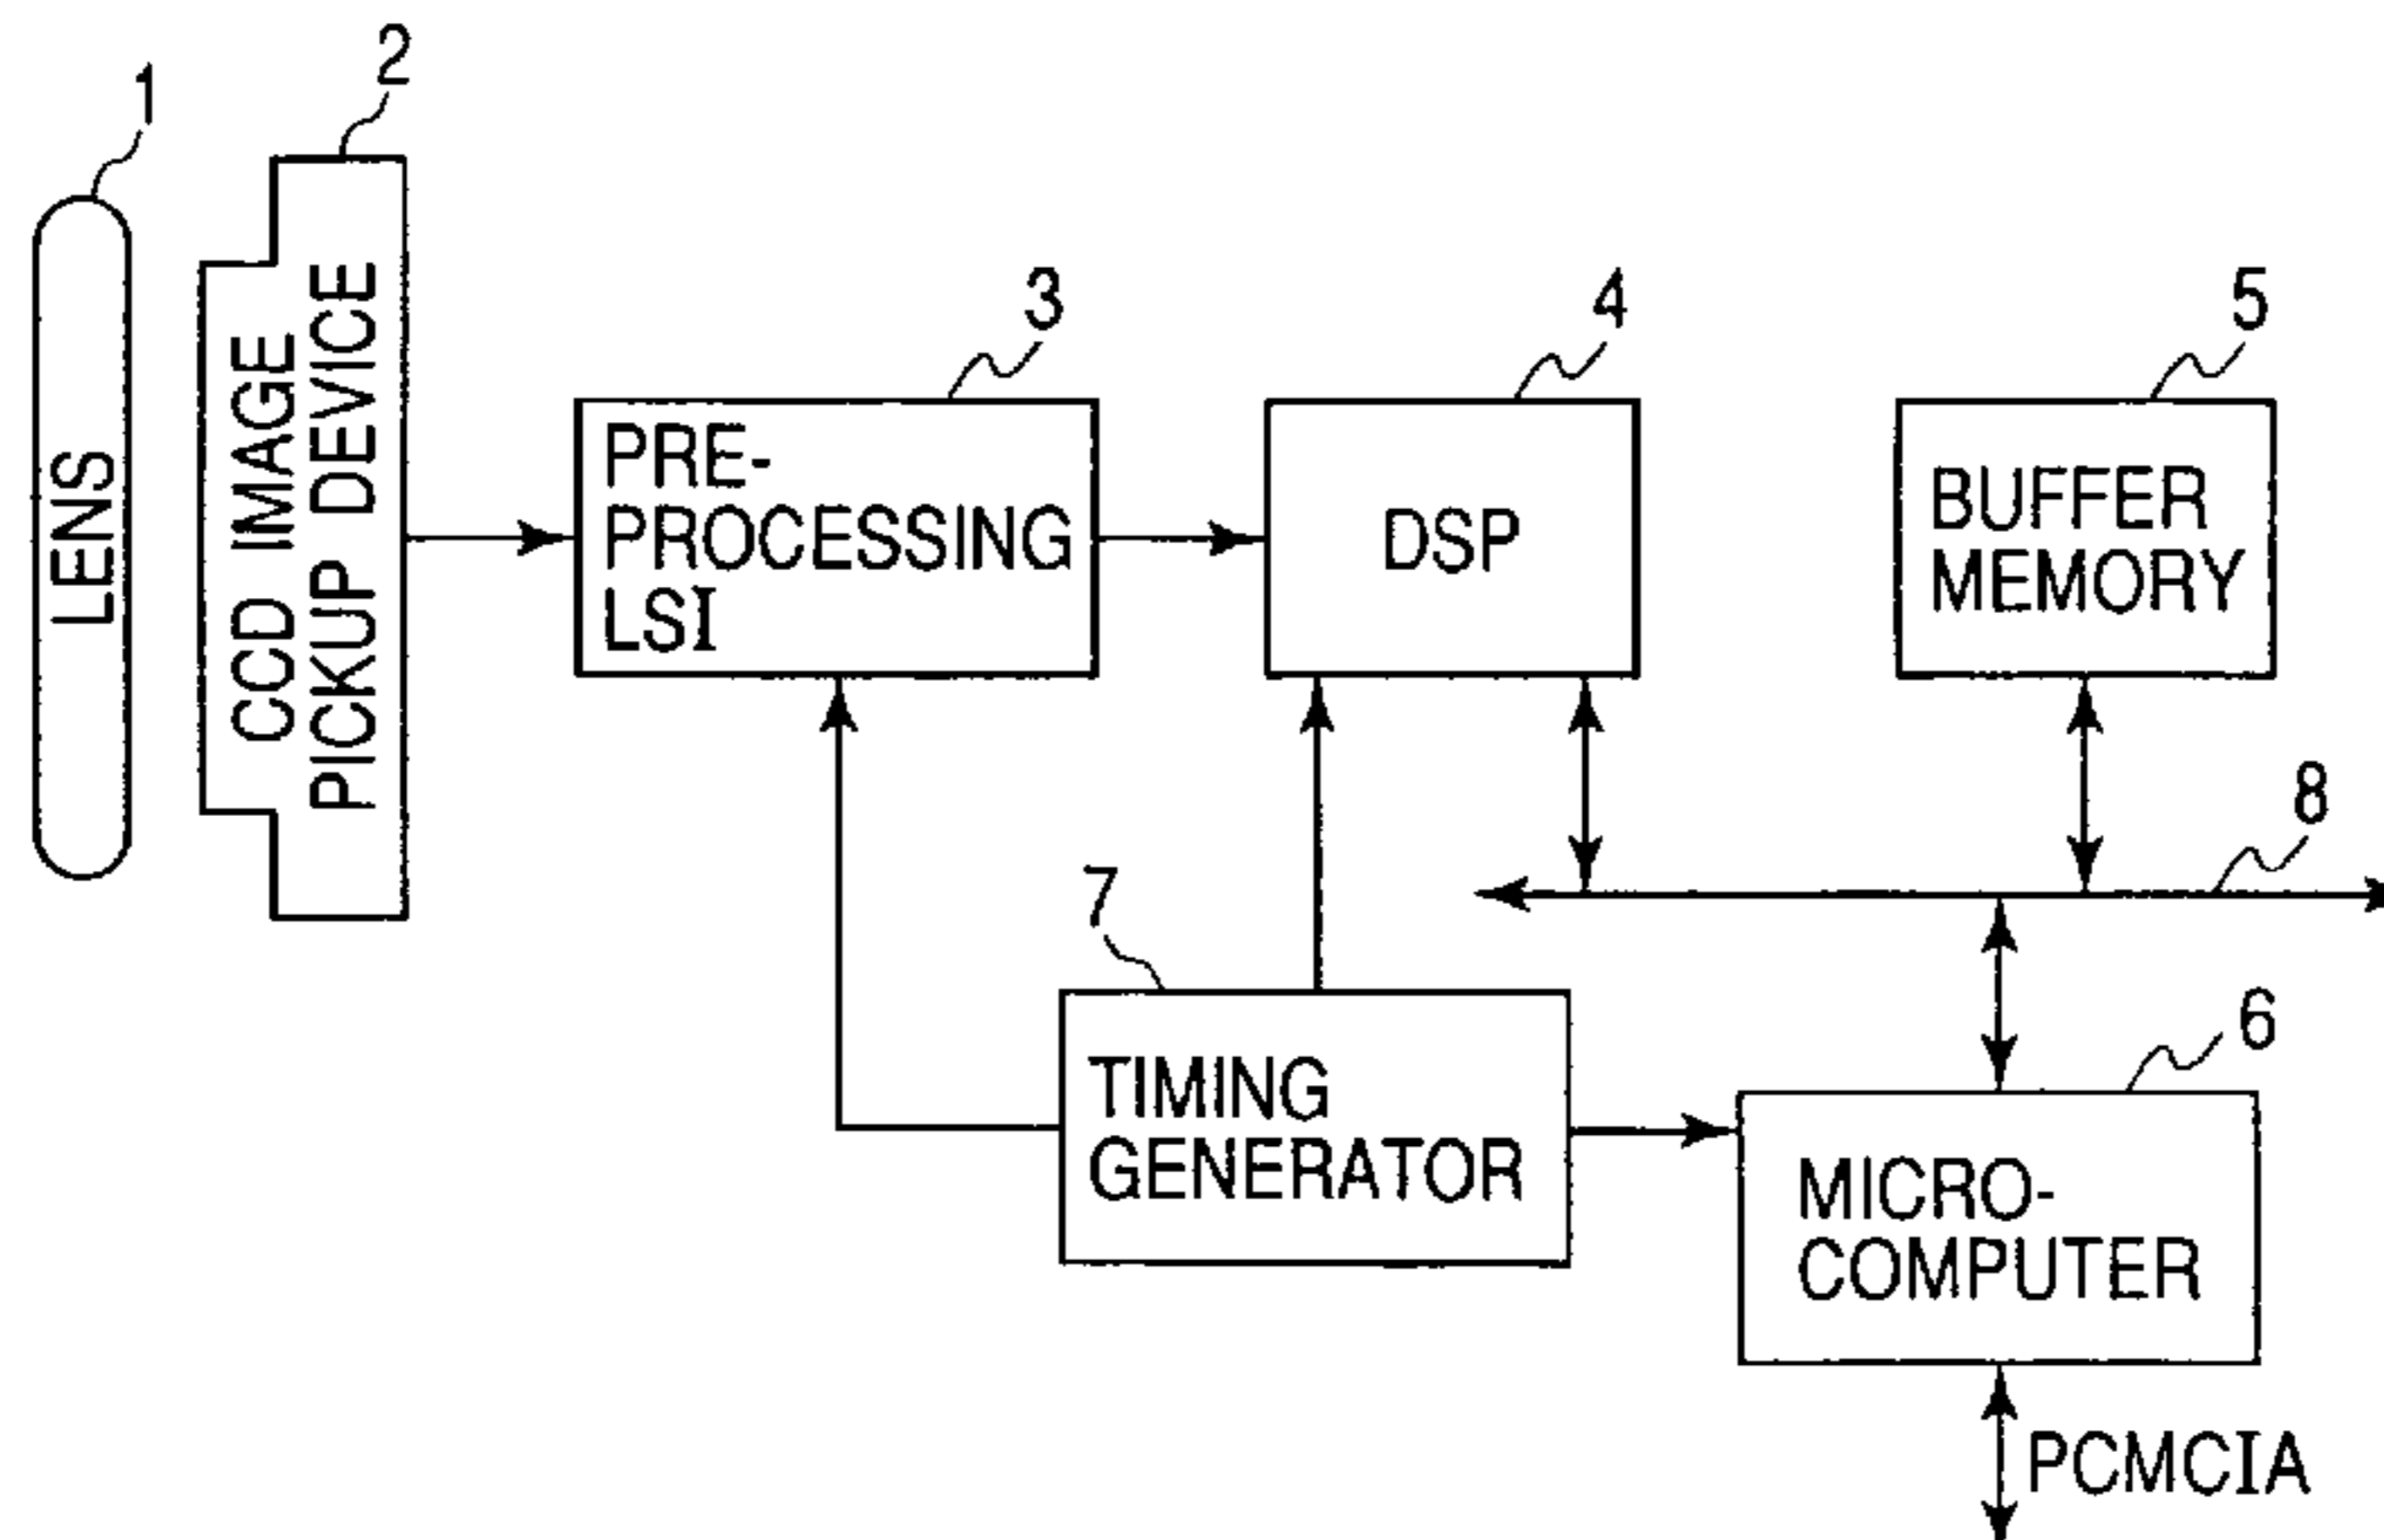 1
LENS
2
CCD IMAGE
PICKUP DEVICE
3
PRE-
PROCESSING
LSI
4
DSP
5
BUFFER
MEMORY
8
7
TIMING
GENERATOR
6
MICRO-
COMPUTER
PCMCIA